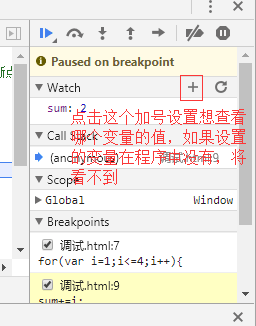 Paused on breakpoint
Watch
sum: 2
点击这个加号设置想查看
哪个变量的值，如果设置
的变量在程序中没有，将
看不到
Call Stack
(anonymous)
调试.html:9
Scope
Global Window
Breakpoints
调试.html:7
for(var i=1;i<=4;i++){
调试.html:9
sum+=i;